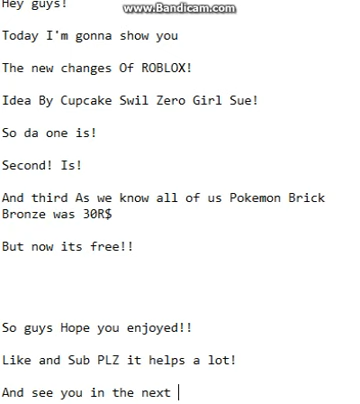 Hey guys!
www.Bandicam.com
Today I'm gonna show you
The new changes Of ROBLOX!
Idea By Cupcake Swil Zero Girl Sue!
So da one is!
Second! Is!
And third As we know all of us Pokemon Brick
Bronze was 30R$
But now its free!!
So guys Hope you enjoyed!!
Like and Sub PLZ it helps a lot!
And see you in the next